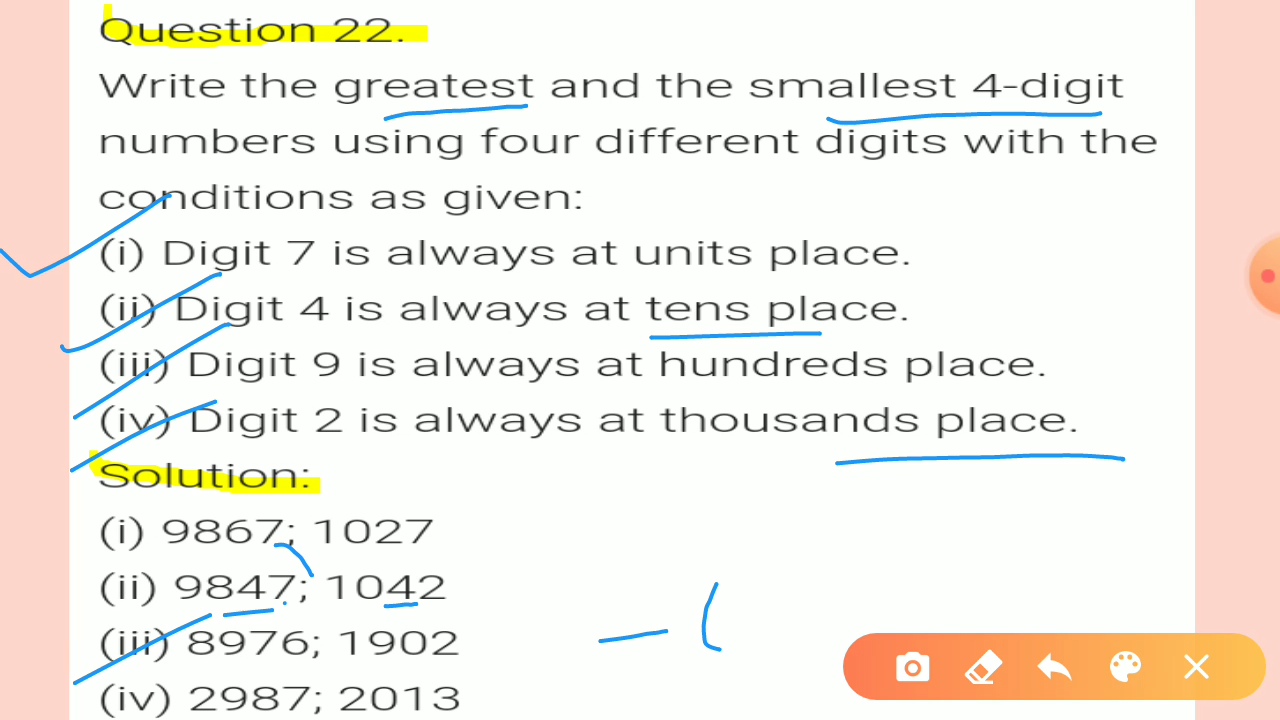 Question 22.
Write the greatest and the smallest 4-digit
numbers using four different digits with the
conditions as given:
(i) Digit 7 is always at units place.
(ii) Digit 4 is always at tens place.
(iii) Digit 9 is always at hundreds place.
(iv) Digit 2 is always at thousands place.
Solution:
(i) 9867; 1027
(ii) 9847; 1042
(iii) 8976; 1902
(iv) 2987; 2013